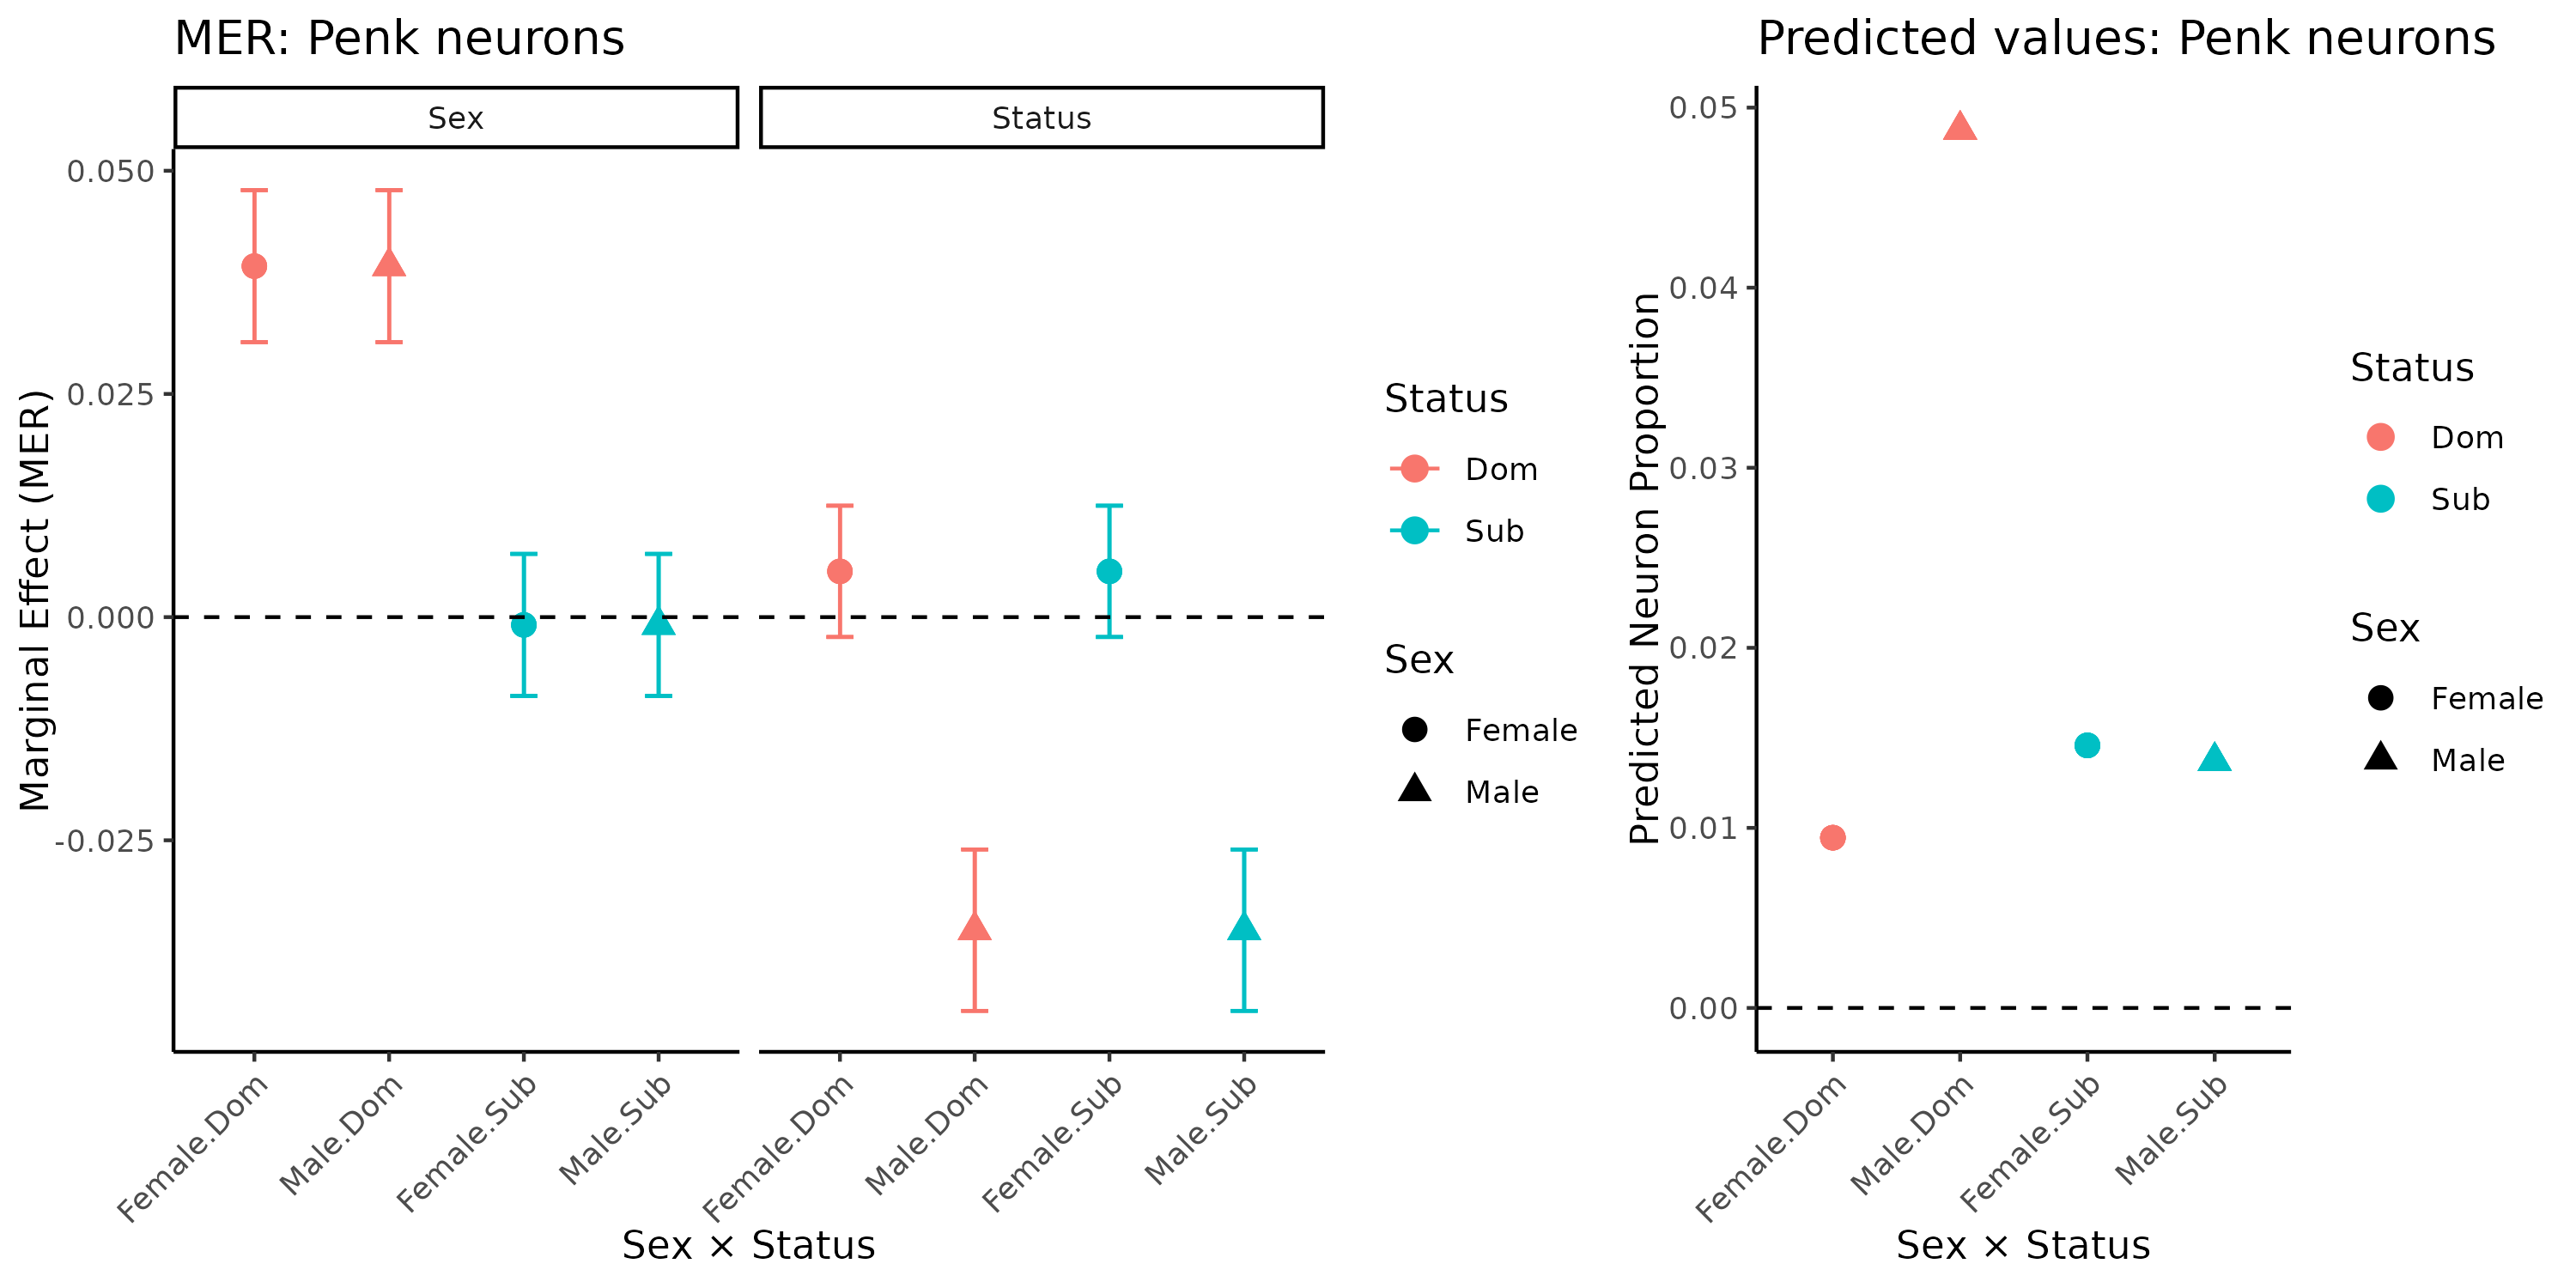 MER: Penk neurons
Sex
Status
Marginal Effect (MER)
0.050
0.025
0.000
-0.025
Female.Dom
Male.Dom
Female.Sub
Male.Sub
Female.Dom
Male.Dom
Female.Sub
Male.Sub
Sex × Status
Status
Dom
Sub
Sex
Female
Male
Predicted values: Penk neurons
Predicted Neuron Proportion
0.05
0.04
0.03
0.02
0.01
0.00
Female.Dom
Male.Dom
Female.Sub
Male.Sub
Sex × Status
Status
Dom
Sub
Sex
Female
Male